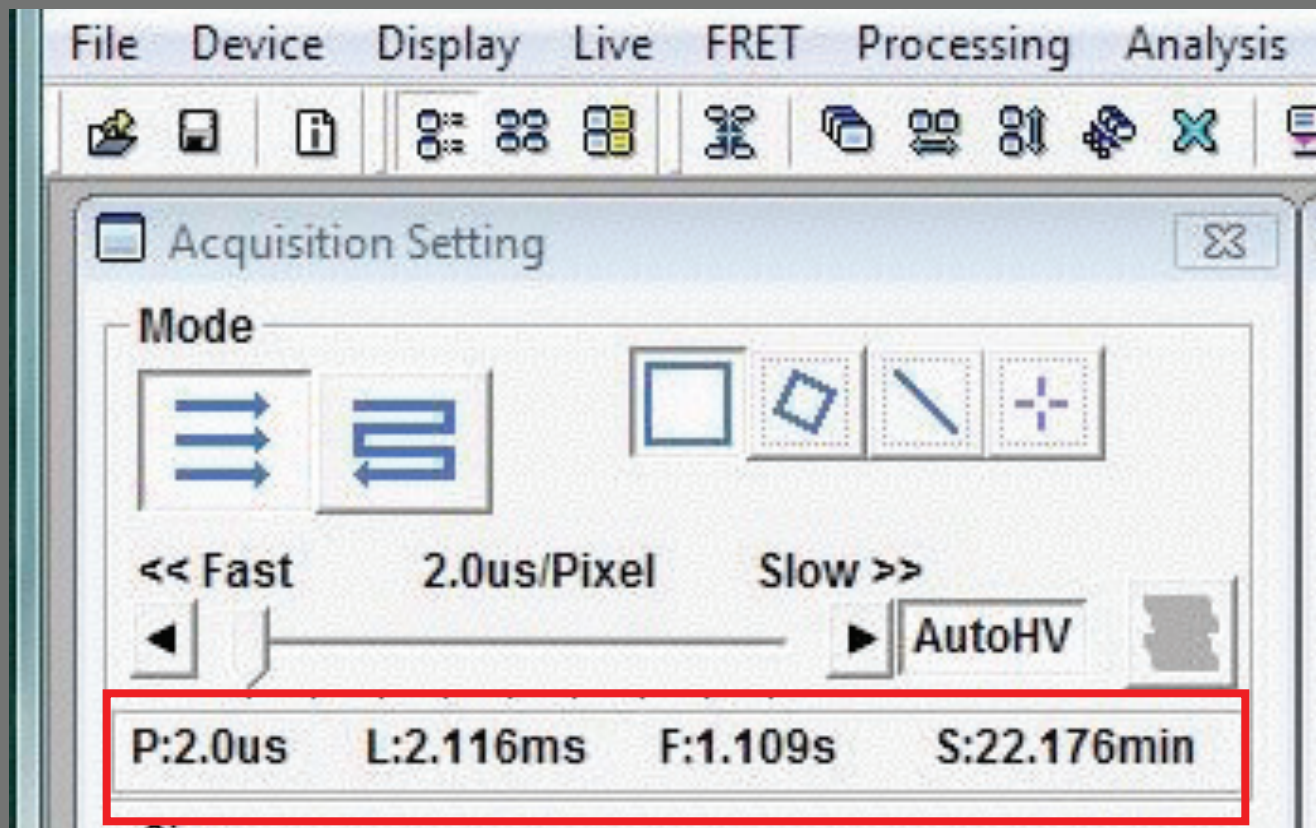 File Device Display Live FRET Processing Analysis
Acquisition Setting
Mode
<< Fast 2.0us/Pixel Slow >>
AutoHV
P:2.0us L:2.116ms F:1.109s S:22.176min